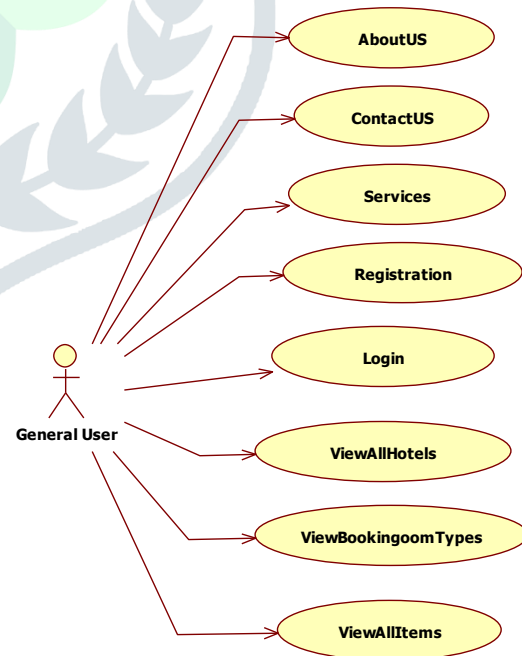 AboutUS
ContactUS
Services
Registration
Login
General User
ViewAllHotels
ViewBookingoomTypes
ViewAllItems